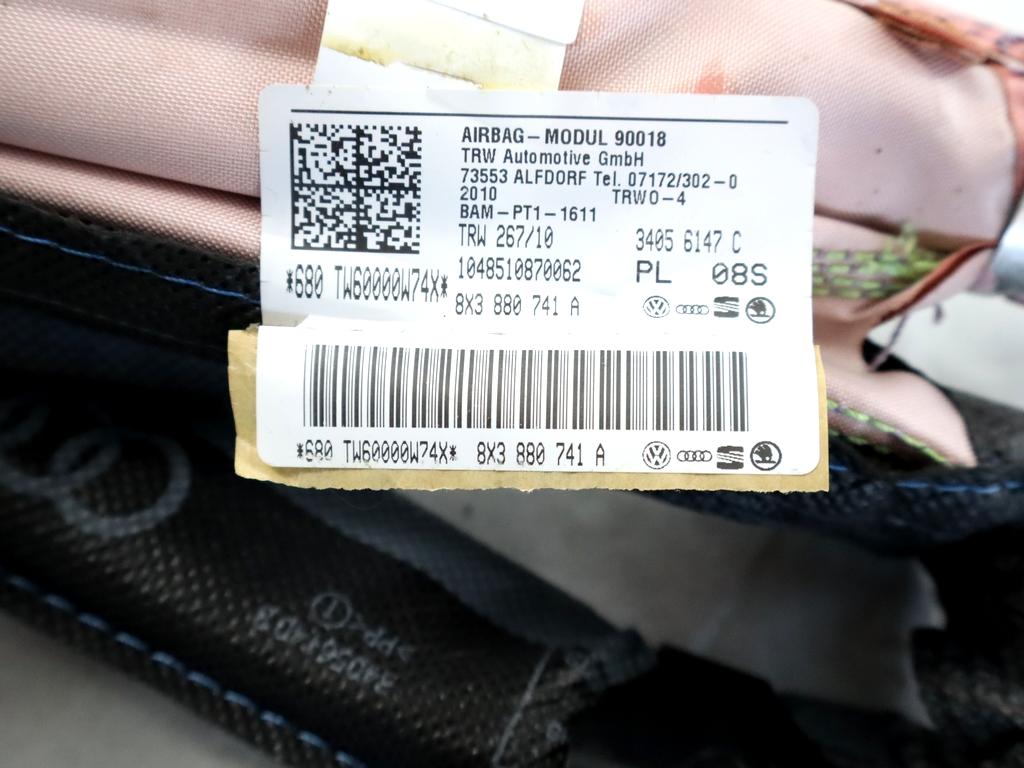 AIRBAG-MODUL 90018
TRW Automotive GmbH
73553 ALFDORF Tel. 07172/302-0
2010 TRWO-4
BAM-PT1-1611
TRW 267/10 3405 6147 C
1048510870062 PL 08S
*680 TW60000W74X* 8X3 880 741 A
*680 TW60000W74X* 8X3 880 741 A
>PP<